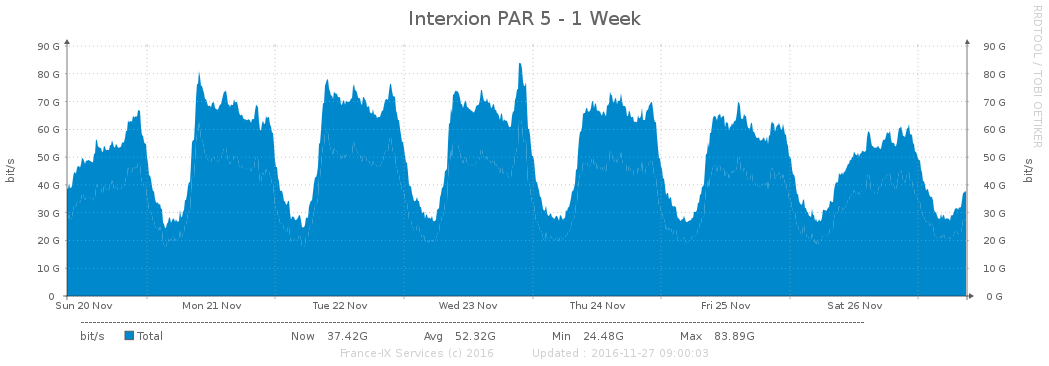 Interxion PAR 5 - 1 Week
RRDTOOL / TOBI OETIKER
90 G 90 G
80 G 80 G
70 G 70 G
60 G 60 G
50 G 50 G
40 G 40 G
30 G 30 G
20 G 20 G
10 G 10 G
0 0 G
bit/s
bit/s
Sun 20 Nov Mon 21 Nov Tue 22 Nov Wed 23 Nov Thu 24 Nov Fri 25 Nov Sat 26 Nov
bit/s Total Now 37.42G Avg 52.32G Min 24.48G Max 83.89G
France-IX Services (c) 2016 Updated : 2016-11-27 09:00:03